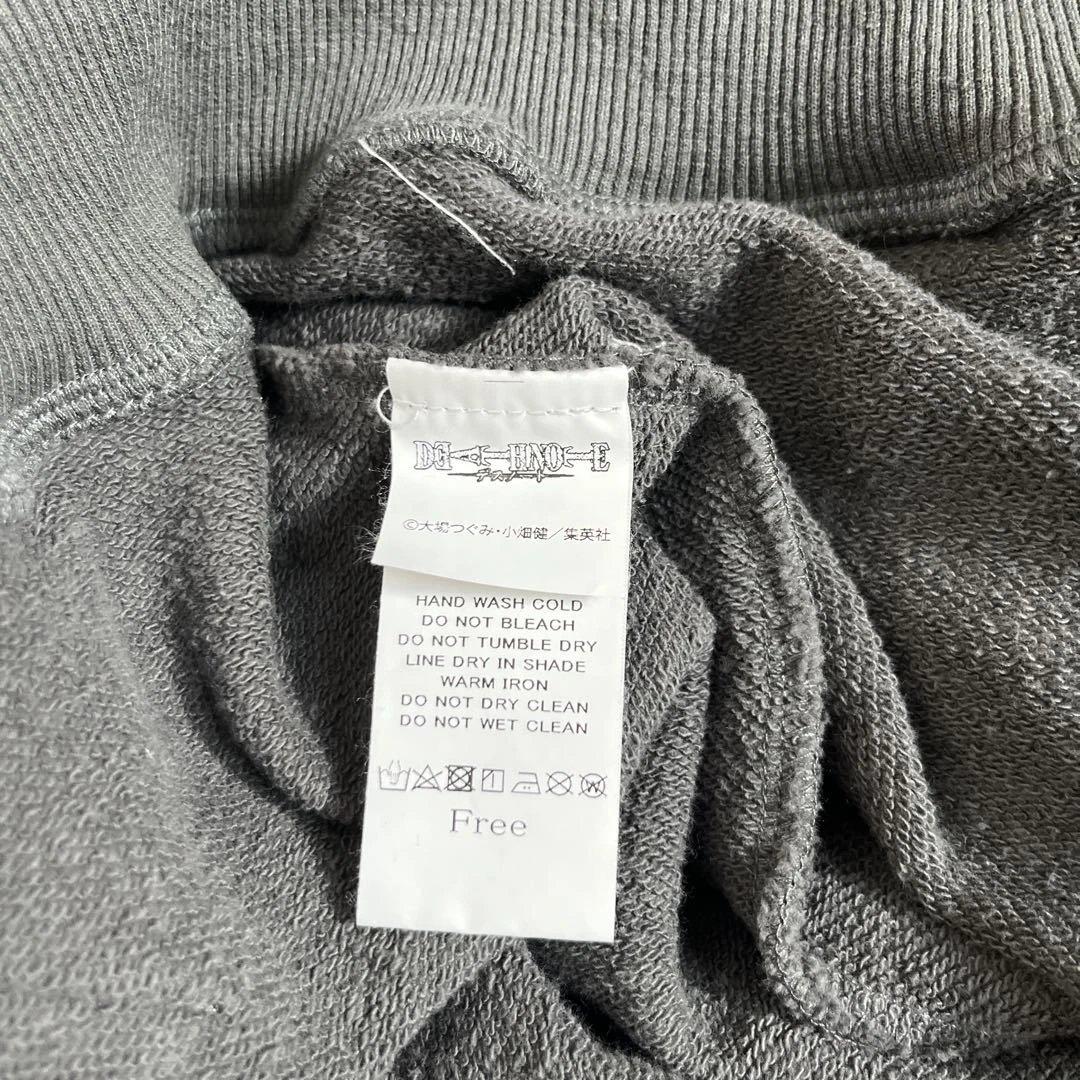 DEATH NOTE
デスノート
©大場つぐみ・小畑健／集英社
HAND WASH COLD
DO NOT BLEACH
DO NOT TUMBLE DRY
LINE DRY IN SHADE
WARM IRON
DO NOT DRY CLEAN
DO NOT WET CLEAN
W
Free